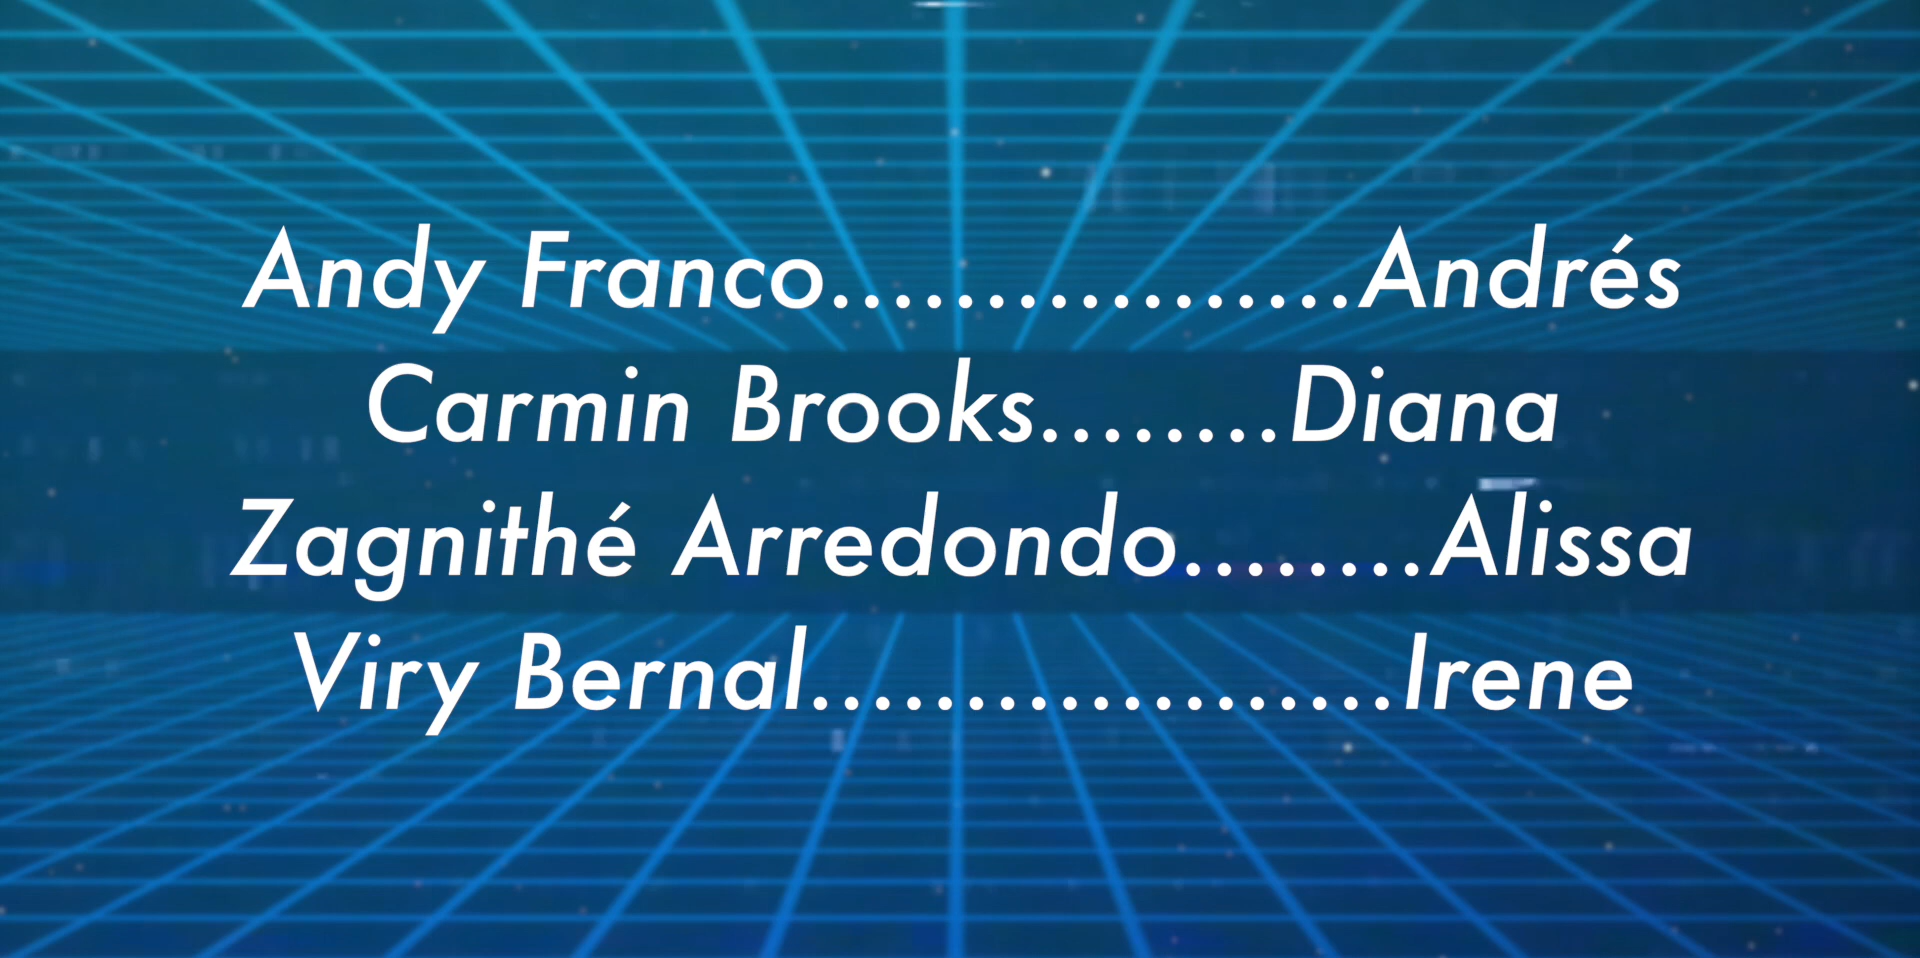 Andy Franco.................Andrés
Carmin Brooks........Diana
Zagnithé Arredondo........Alissa
Viry Bernal...................Irene